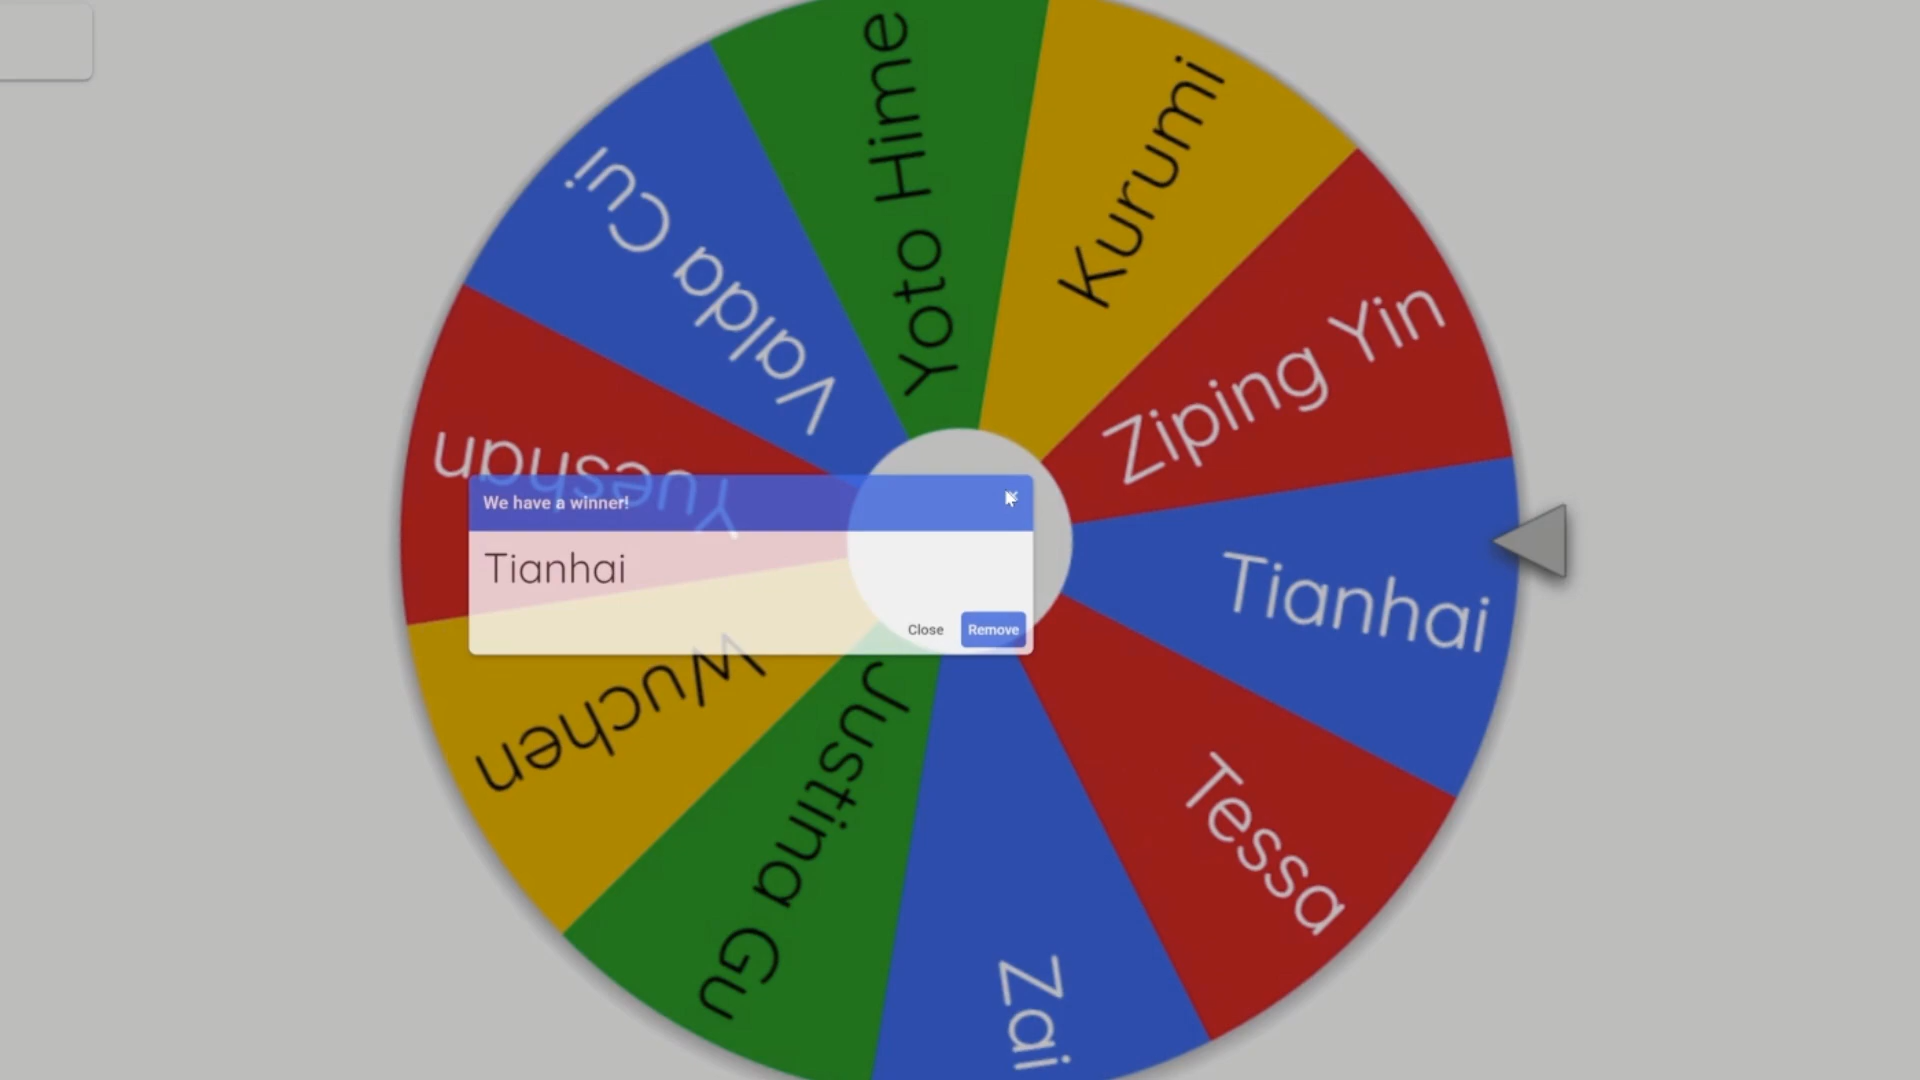 Yoto Hime
Kurumi
Valda Cui
Ziping Yin
Yueshan
We have a winner!
Tianhai
Tianhai
Close
Remove
Wuchen
Justina Gu
Tessa
Zai